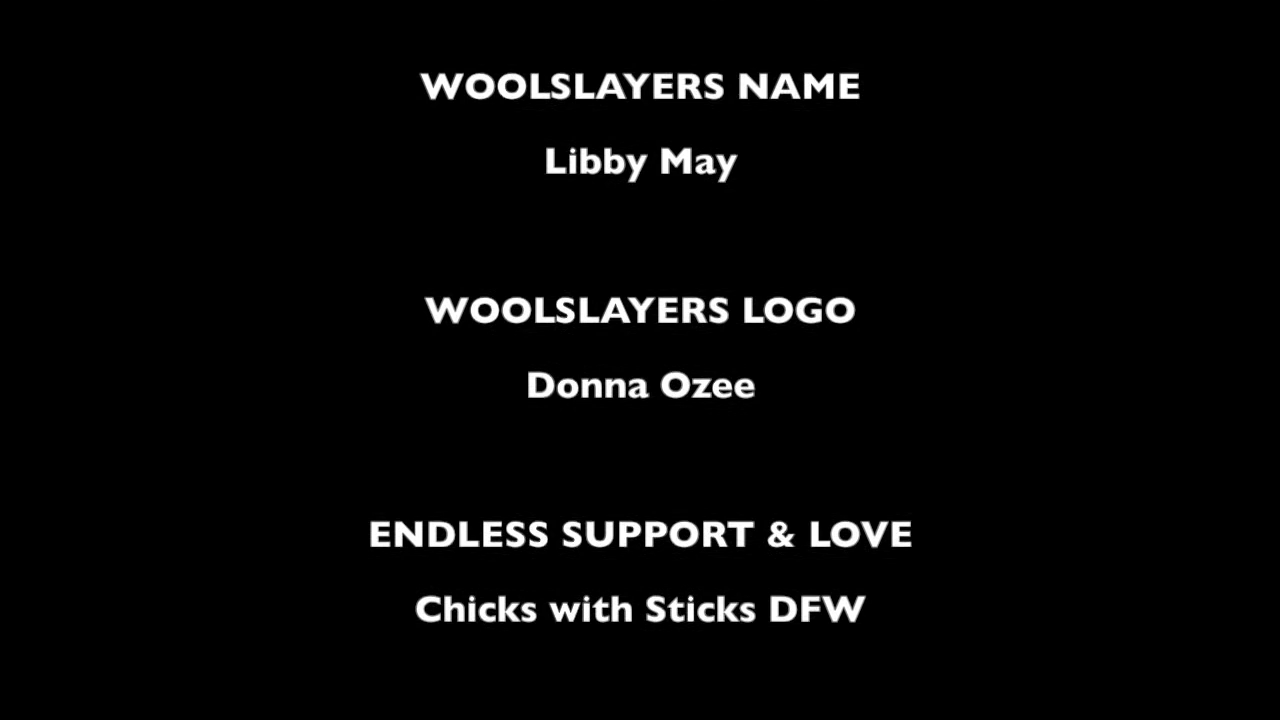 WOOLSLAYERS NAME
Libby May
WOOLSLAYERS LOGO
Donna Ozee
ENDLESS SUPPORT & LOVE
Chicks with Sticks DFW